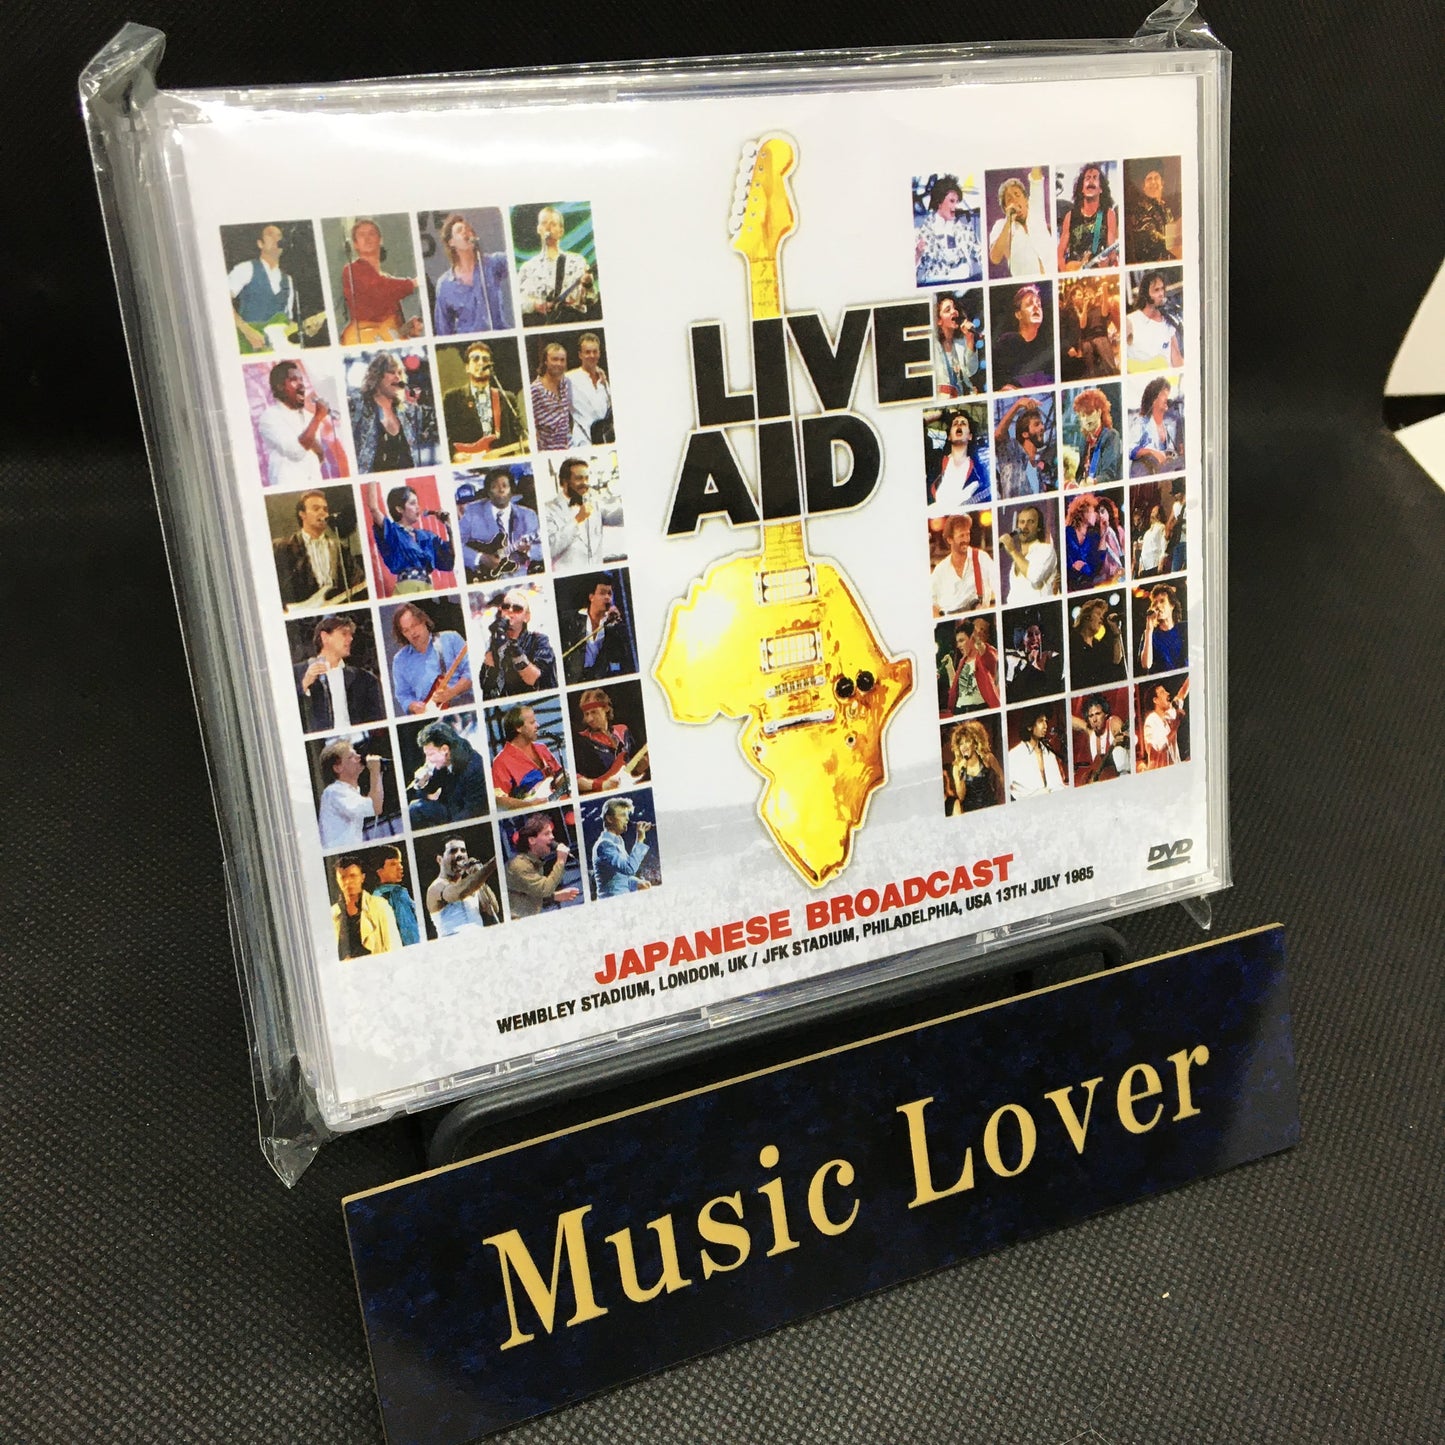 LIVE
AID
JAPANESE BROADCAST
WEMBLEY STADIUM, LONDON, UK / JFK STADIUM, PHILADELPHIA, USA 13TH JULY 1985
DVD
Music Lover